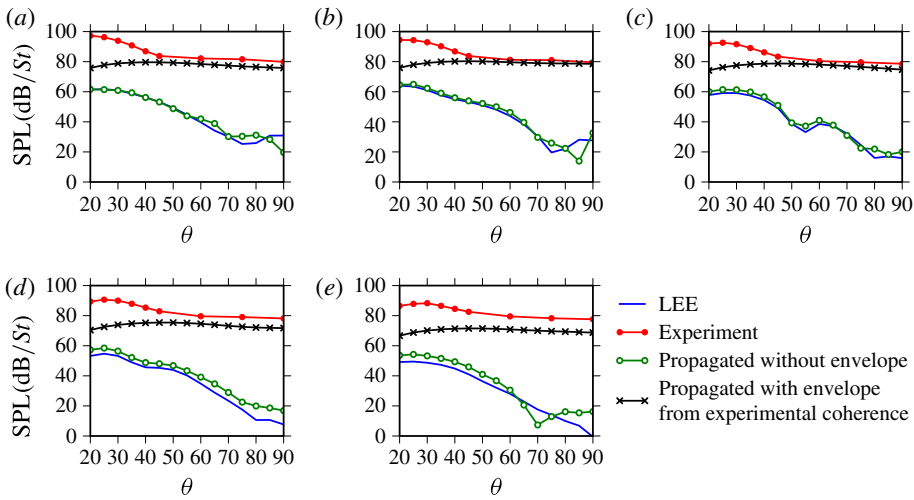 (a) (b) (c)
SPL(dB/St)
100 100 100
80 80 80
60 60 60
40 40 40
20 20 20
0 0 0
20 30 40 50 60 70 80 90 20 30 40 50 60 70 80 90 20 30 40 50 60 70 80 90
θ θ θ
(d) (e)
SPL(dB/St)
100 100
80 80
60 60
40 40
20 20
0 0
20 30 40 50 60 70 80 90 20 30 40 50 60 70 80 90
θ θ
LEE
Experiment
Propagated without envelope
Propagated with envelope
from experimental coherence